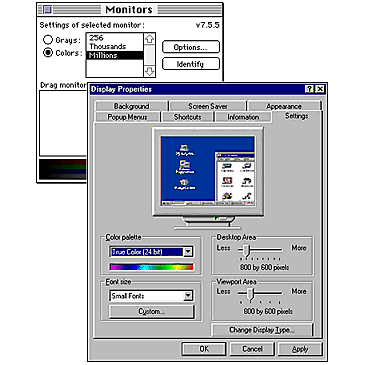 Monitors
Settings of selected monitor:
v7.5.5
Grays:
Colors:
256
Thousands
Millions
Options...
Identify
Drag monitor
Display Properties
Background
Screen Saver
Appearance
Popup Menus
Shortcuts
Information
Settings
Color palette
True Color (24 bit)
Font size
Small Fonts
Custom...
Desktop Area
Less
More
800 by 600 pixels
Viewport Area
Less
More
800 by 600 pixels
Change Display Type...
OK
Cancel
Apply